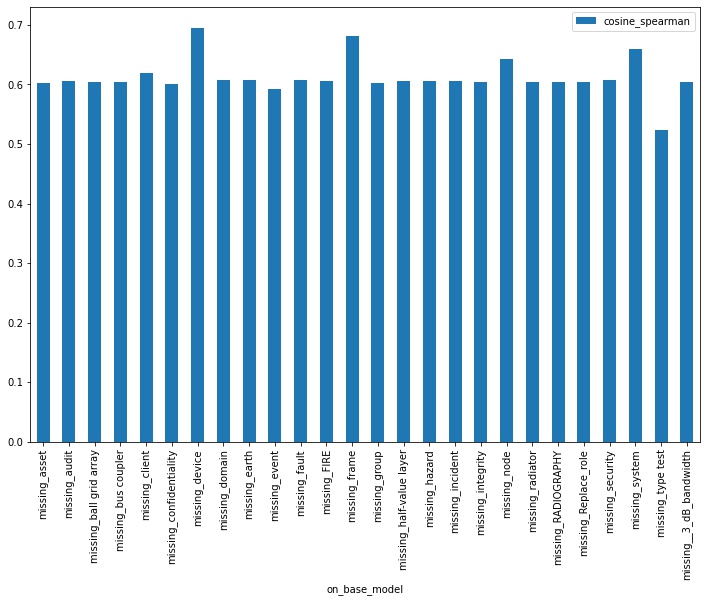 cosine_spearman
0.7
0.6
0.5
0.4
0.3
0.2
0.1
0.0
missing_asset
missing_audit
missing_ball grid array
missing_bus coupler
missing_client
missing_confidentiality
missing_device
missing_domain
missing_earth
missing_event
missing_fault
missing_FIRE
missing_frame
missing_group
missing_half-value layer
missing_hazard
missing_incident
missing_integrity
missing_node
missing_radiator
missing_RADIOGRAPHY
missing_Replace_role
missing_security
missing_system
missing_type test
missing__3_dB_bandwidth
on_base_model